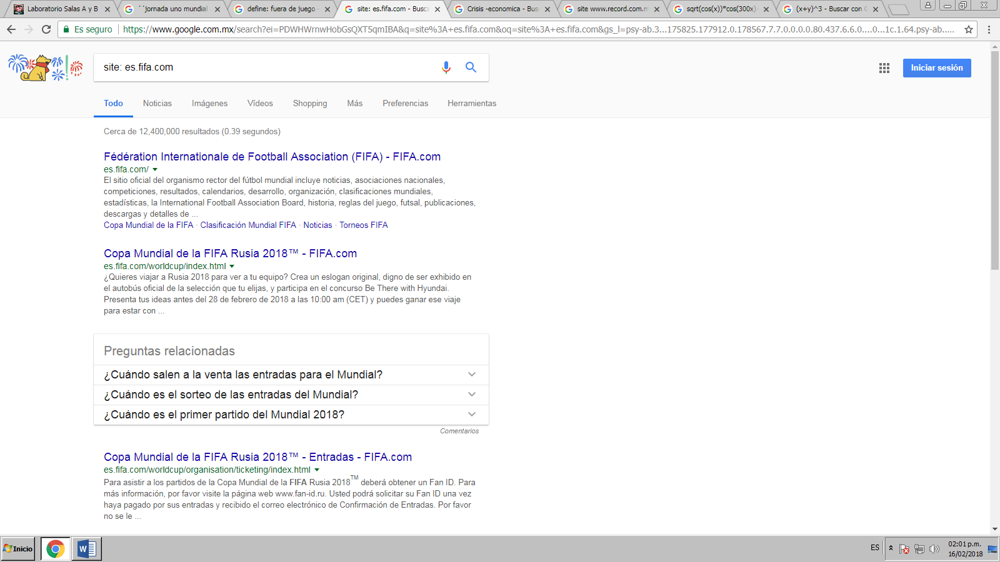 Laboratorio Salas A y B
´´jornada uno mundial
define: fuera de juego -
site: es.fifa.com - Busca
Crisis -economica - Bus
site www.record.com.m
sqrt(cos(x))*cos(300x)
(x+y)^3 - Buscar con G
Es seguro
https://www.google.com.mx/search?ei=PDWHWrnwHobGsQXT5qmIBA&q=site%3A+es.fifa.com&oq=site%3A+es.fifa.com&gs_l=psy-ab.3...175825.177912.0.178567.7.7.0.0.0.0.80.437.6.6.0....0...1c.1.64.psy-ab.....
site: es.fifa.com
Iniciar sesión
Todo Noticias Imágenes Vídeos Shopping Más Preferencias Herramientas
Cerca de 12,400,000 resultados (0.39 segundos)
Fédération Internationale de Football Association (FIFA) - FIFA.com
es.fifa.com/
El sitio oficial del organismo rector del fútbol mundial incluye noticias, asociaciones nacionales,
competiciones, resultados, calendarios, desarrollo, organización, clasificaciones mundiales,
estadísticas, la International Football Association Board, historia, reglas del juego, futsal, publicaciones,
descargas y detalles de ...
Copa Mundial de la FIFA · Clasificación Mundial FIFA · Noticias · Torneos FIFA
Copa Mundial de la FIFA Rusia 2018™ - FIFA.com
es.fifa.com/worldcup/index.html
¿Quieres viajar a Rusia 2018 para ver a tu equipo? Crea un eslogan original, digno de ser exhibido en
el autobús oficial de la selección que tu elijas, y participa en el concurso Be There with Hyundai.
Presenta tus ideas antes del 28 de febrero de 2018 a las 10:00 am (CET) y puedes ganar ese viaje
para estar con ...
Preguntas relacionadas
¿Cuándo salen a la venta las entradas para el Mundial?
¿Cuándo es el sorteo de las entradas del Mundial?
¿Cuándo es el primer partido del Mundial 2018?
Comentarios
Copa Mundial de la FIFA Rusia 2018™ - Entradas - FIFA.com
es.fifa.com/worldcup/organisation/ticketing/index.html
Para asistir a los partidos de la Copa Mundial de la FIFA Rusia 2018™ deberá obtener un Fan ID. Para
más información, por favor visite la página web www.fan-id.ru. Usted podrá solicitar su Fan ID una vez
haya pagado por sus entradas y recibido el correo electrónico de Confirmación de Entradas. Por favor
no se le ...
Inicio
ES
02:01 p.m.
16/02/2018